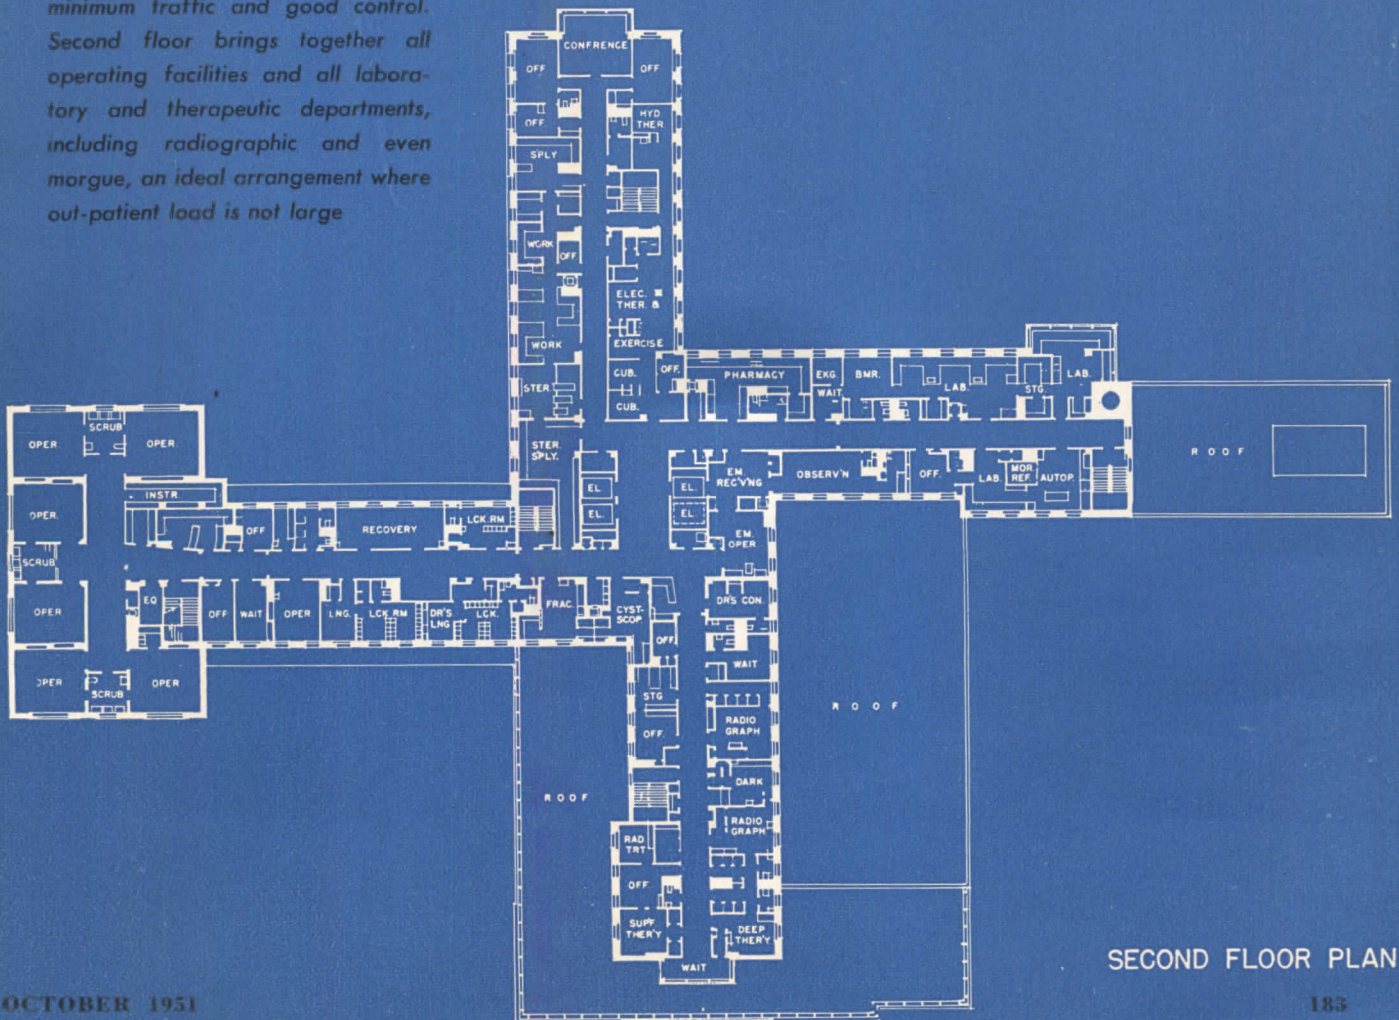 minimum traffic and good control.
Second floor brings together all
operating facilities and all labora-
tory and therapeutic departments,
including radiographic and even
morgue, an ideal arrangement where
out-patient load is not large
CONFRENCE
OFF
OFF
OFF
HYD
THER
SPLY
WORK
OFF
ELEC.
THER.
WORK
EXERCISE
CUB.
OFF.
STER
CUB.
PHARMACY
EKG.
WAIT
BMR.
LAB.
STG.
LAB.
STER.
SPLY.
EL.
EL.
EL.
EL.
EM.
REC'V'NG
OBSERV'N
OFF.
LAB.
MOR
REF.
AUTOP.
ROOF
EM.
OPER
OPER.
SCRUB
OPER.
INSTR.
OPER.
OFF
RECOVERY
LCK.RM
SCRUB
OPER
EQ
OFF
WAIT
OPER
LNG.
LCK.RM
DR'S
LNG
LCK.
FRAC.
CYST-
SCOP
OFF.
DR'S CON.
WAIT
OPER
SCRUB
OPER
STG
OFF.
RADIO
GRAPH
ROOF
DARK
ROOF
RADIO
GRAPH
RAD
TRT
OFF
SUPF
THER'Y
DEEP
THER'Y
WAIT
SECOND FLOOR PLAN
OCTOBER 1951
183